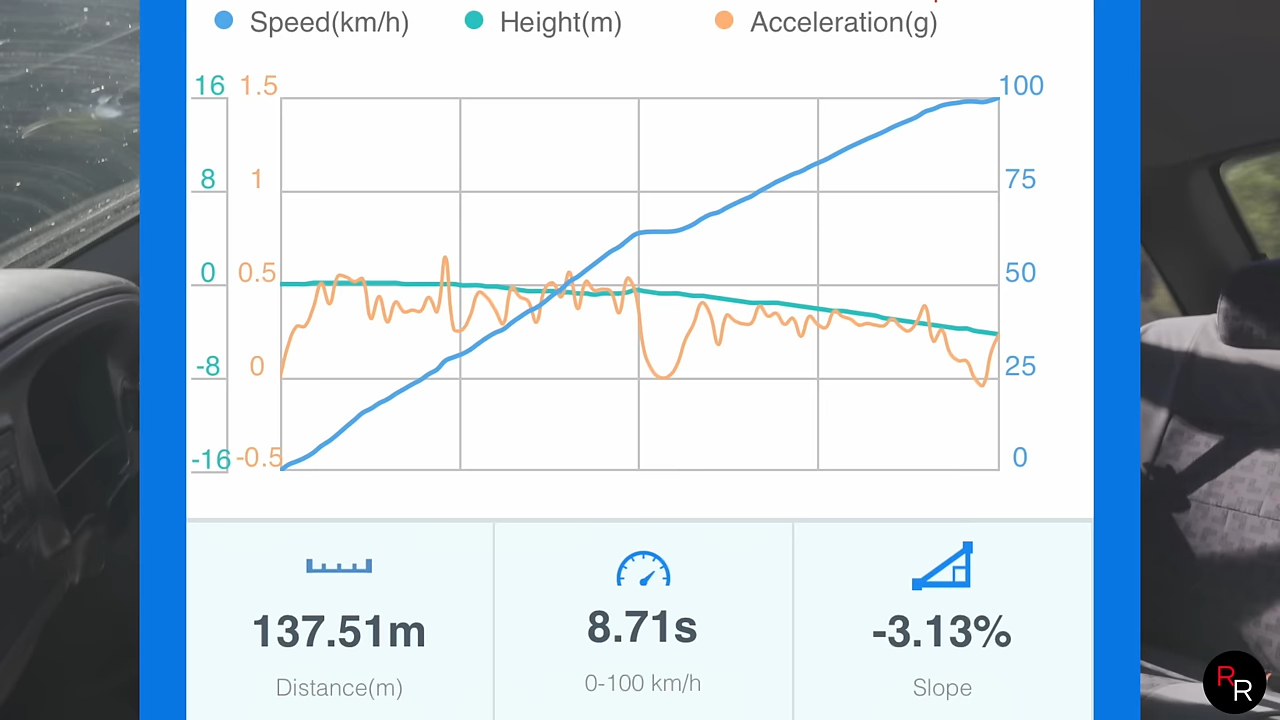 Speed(km/h) Height(m) Acceleration(g)
16 1.5 100
8 1 75
0 0.5 50
-8 0 25
-16 -0.5 0
137.51m 8.71s -3.13%
Distance(m) 0-100 km/h Slope
RR